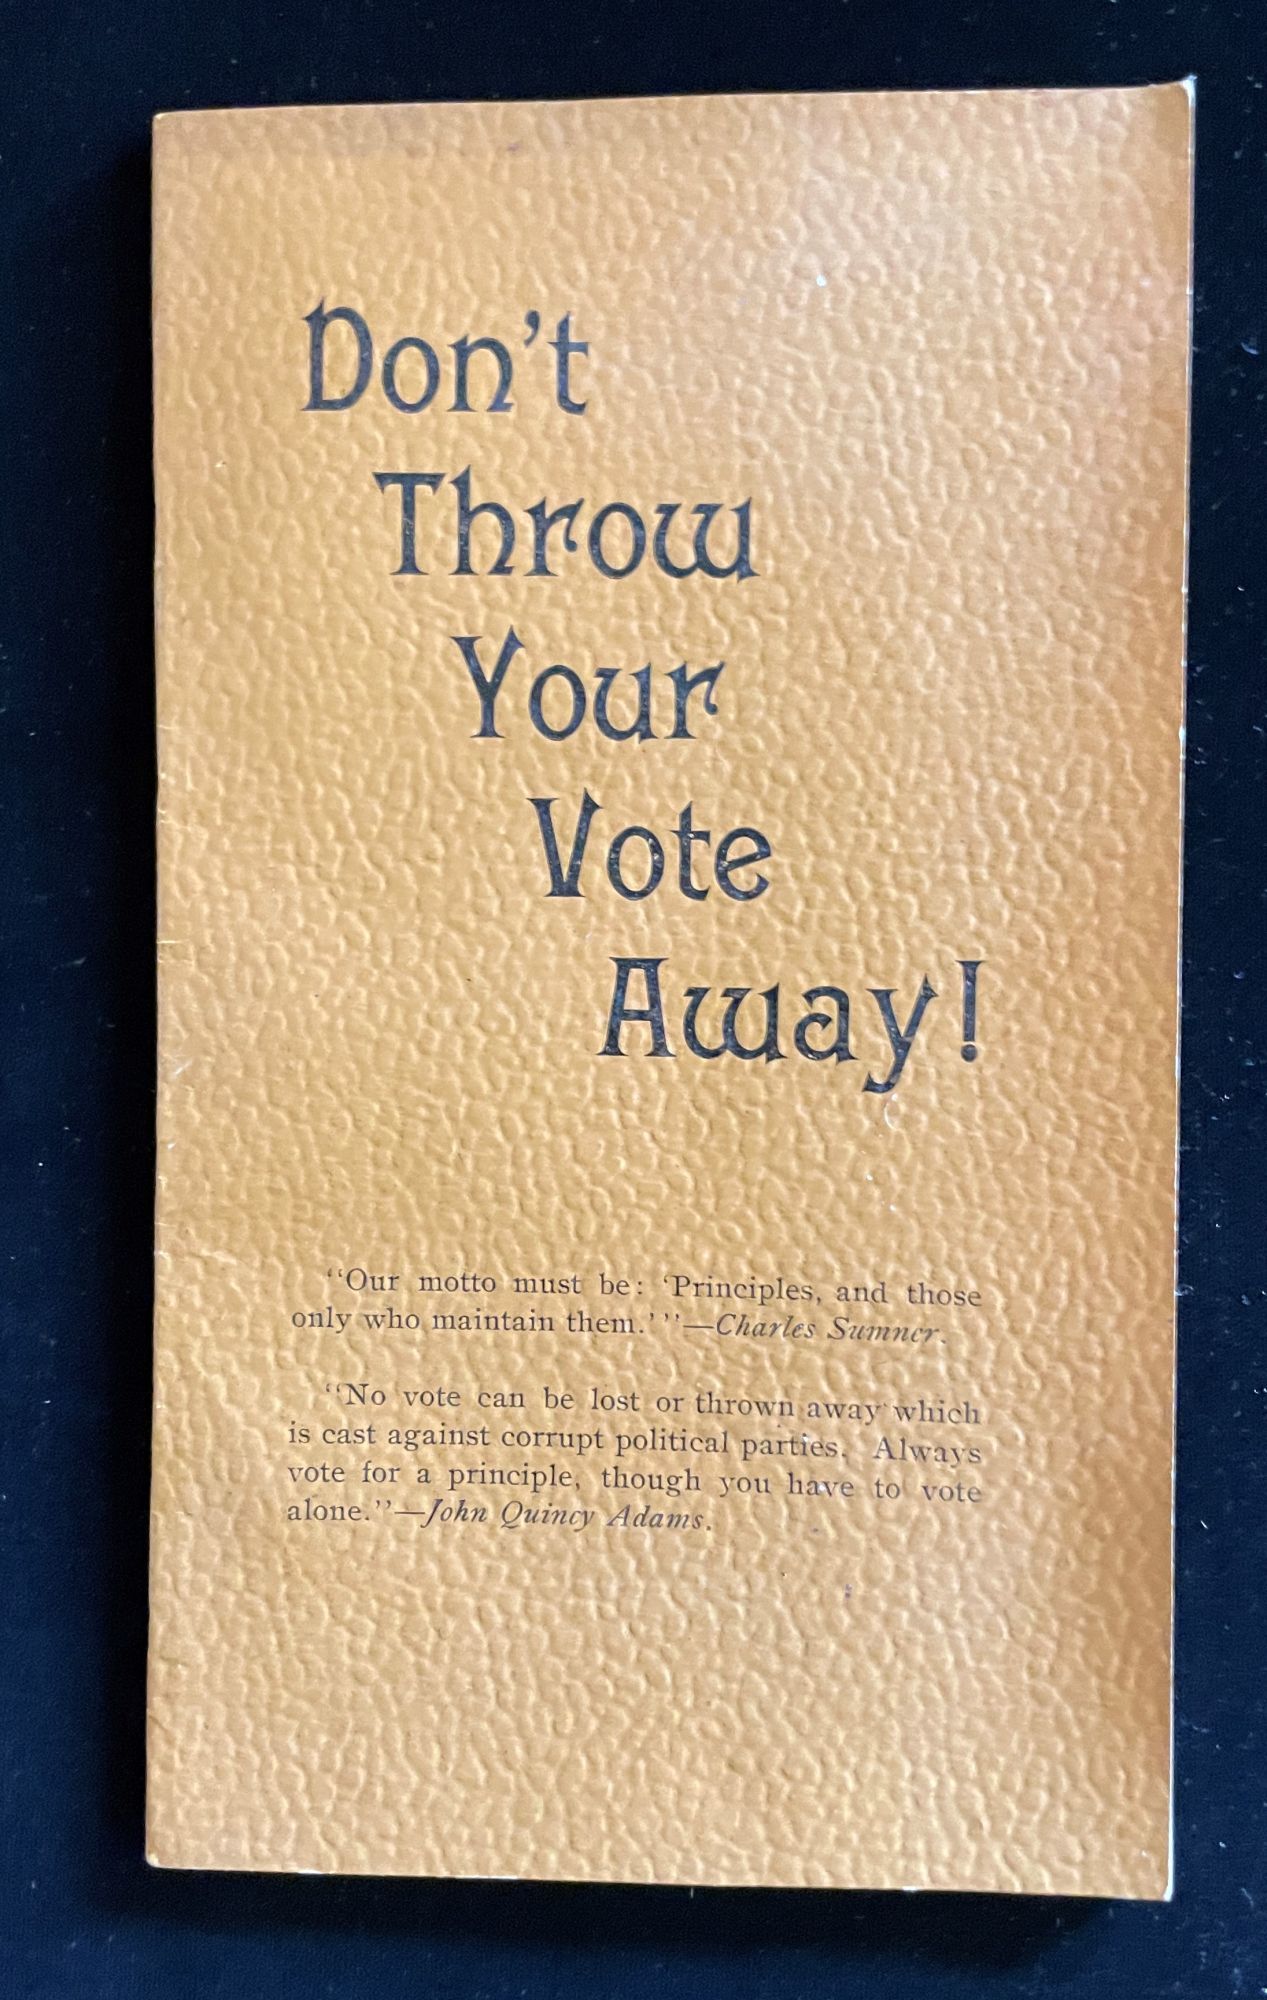 Don't
Throw
Your
Vote
Away!
“Our motto must be: ‘Principles, and those
only who maintain them.’”—Charles Sumner.
“No vote can be lost or thrown away which
is cast against corrupt political parties. Always
vote for a principle, though you have to vote
alone.”—John Quincy Adams.